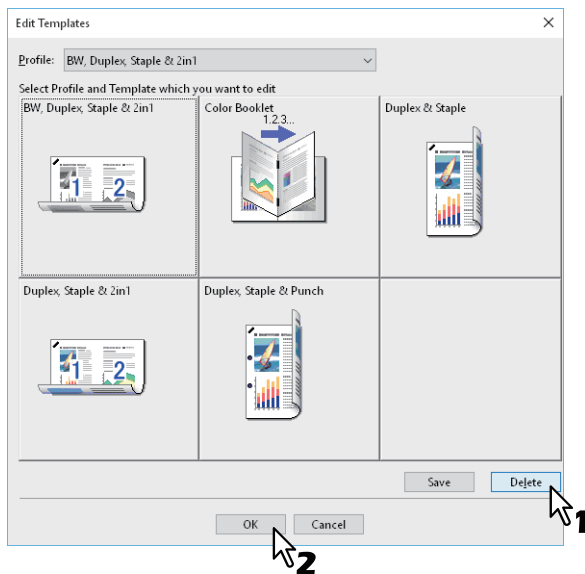 Edit Templates
Profile: BW, Duplex, Staple & 2in1
Select Profile and Template which you want to edit
BW, Duplex, Staple & 2in1
1 2
Color Booklet
1.2.3...
Duplex & Staple
Duplex, Staple & 2in1
1 2
Duplex, Staple & Punch
Save Delete
1
OK Cancel
2